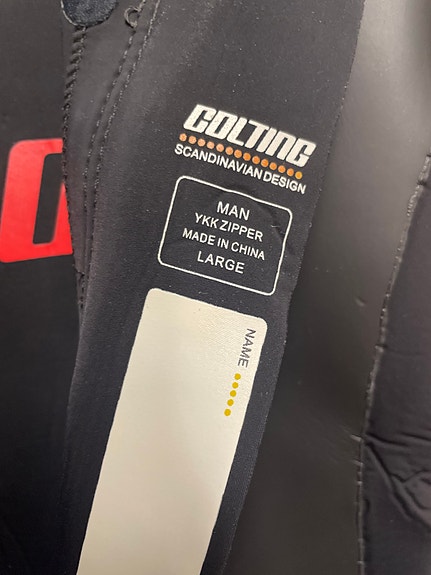 COLTING
SCANDINAVIAN DESIGN
MAN
YKK ZIPPER
MADE IN CHINA
LARGE
NAME